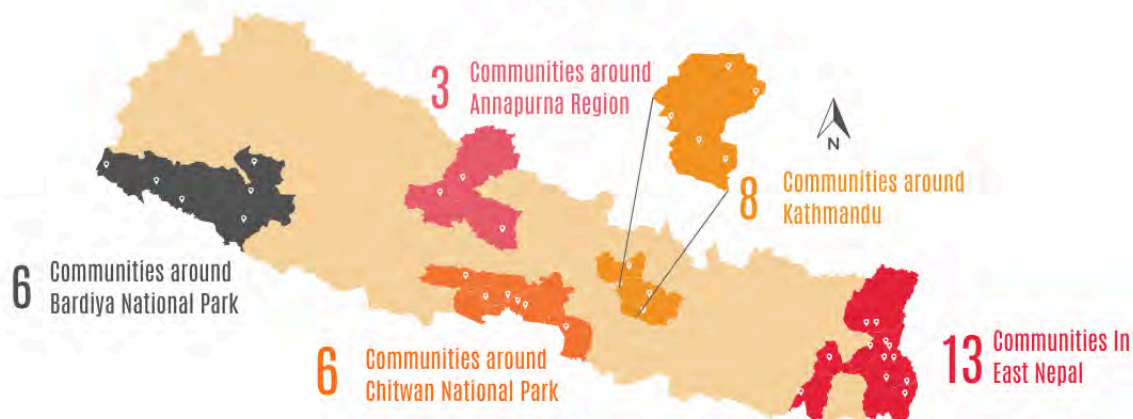 3
Communities around
Annapurna Region
N
8
Communities around
Kathmandu
6
Communities around
Bardiya National Park
6
Communities around
Chitwan National Park
13
Communities In
East Nepal